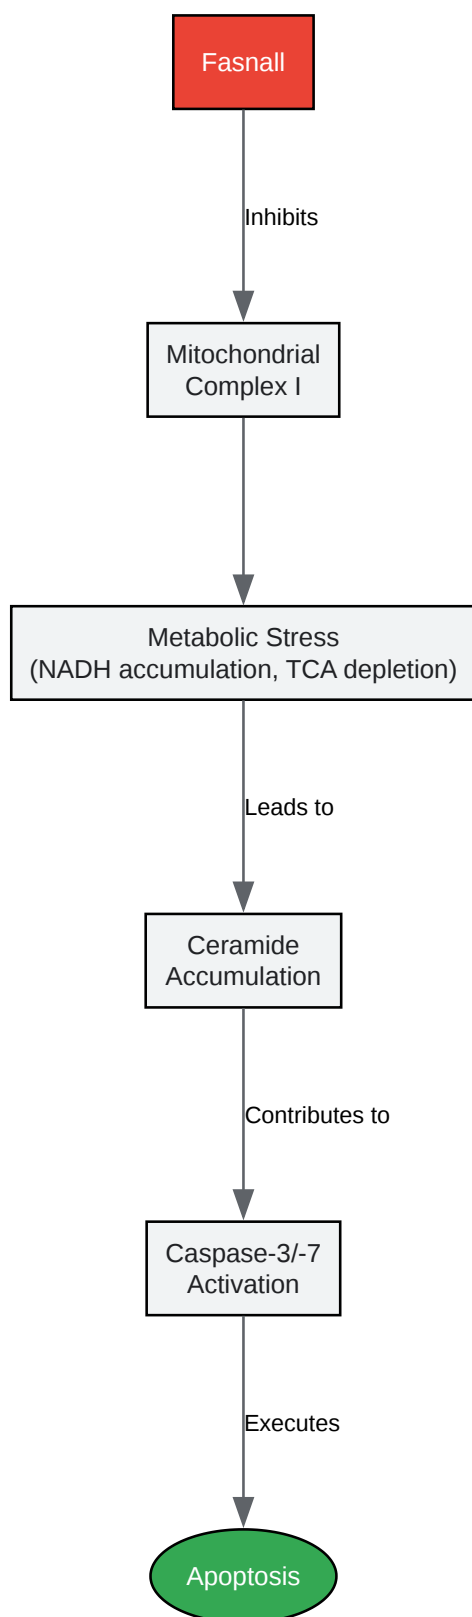 Fasnall
Inhibits
Mitochondrial
Complex I
Metabolic Stress
(NADH accumulation, TCA depletion)
Leads to
Ceramide
Accumulation
Contributes to
Caspase-3/-7
Activation
Executes
Apoptosis